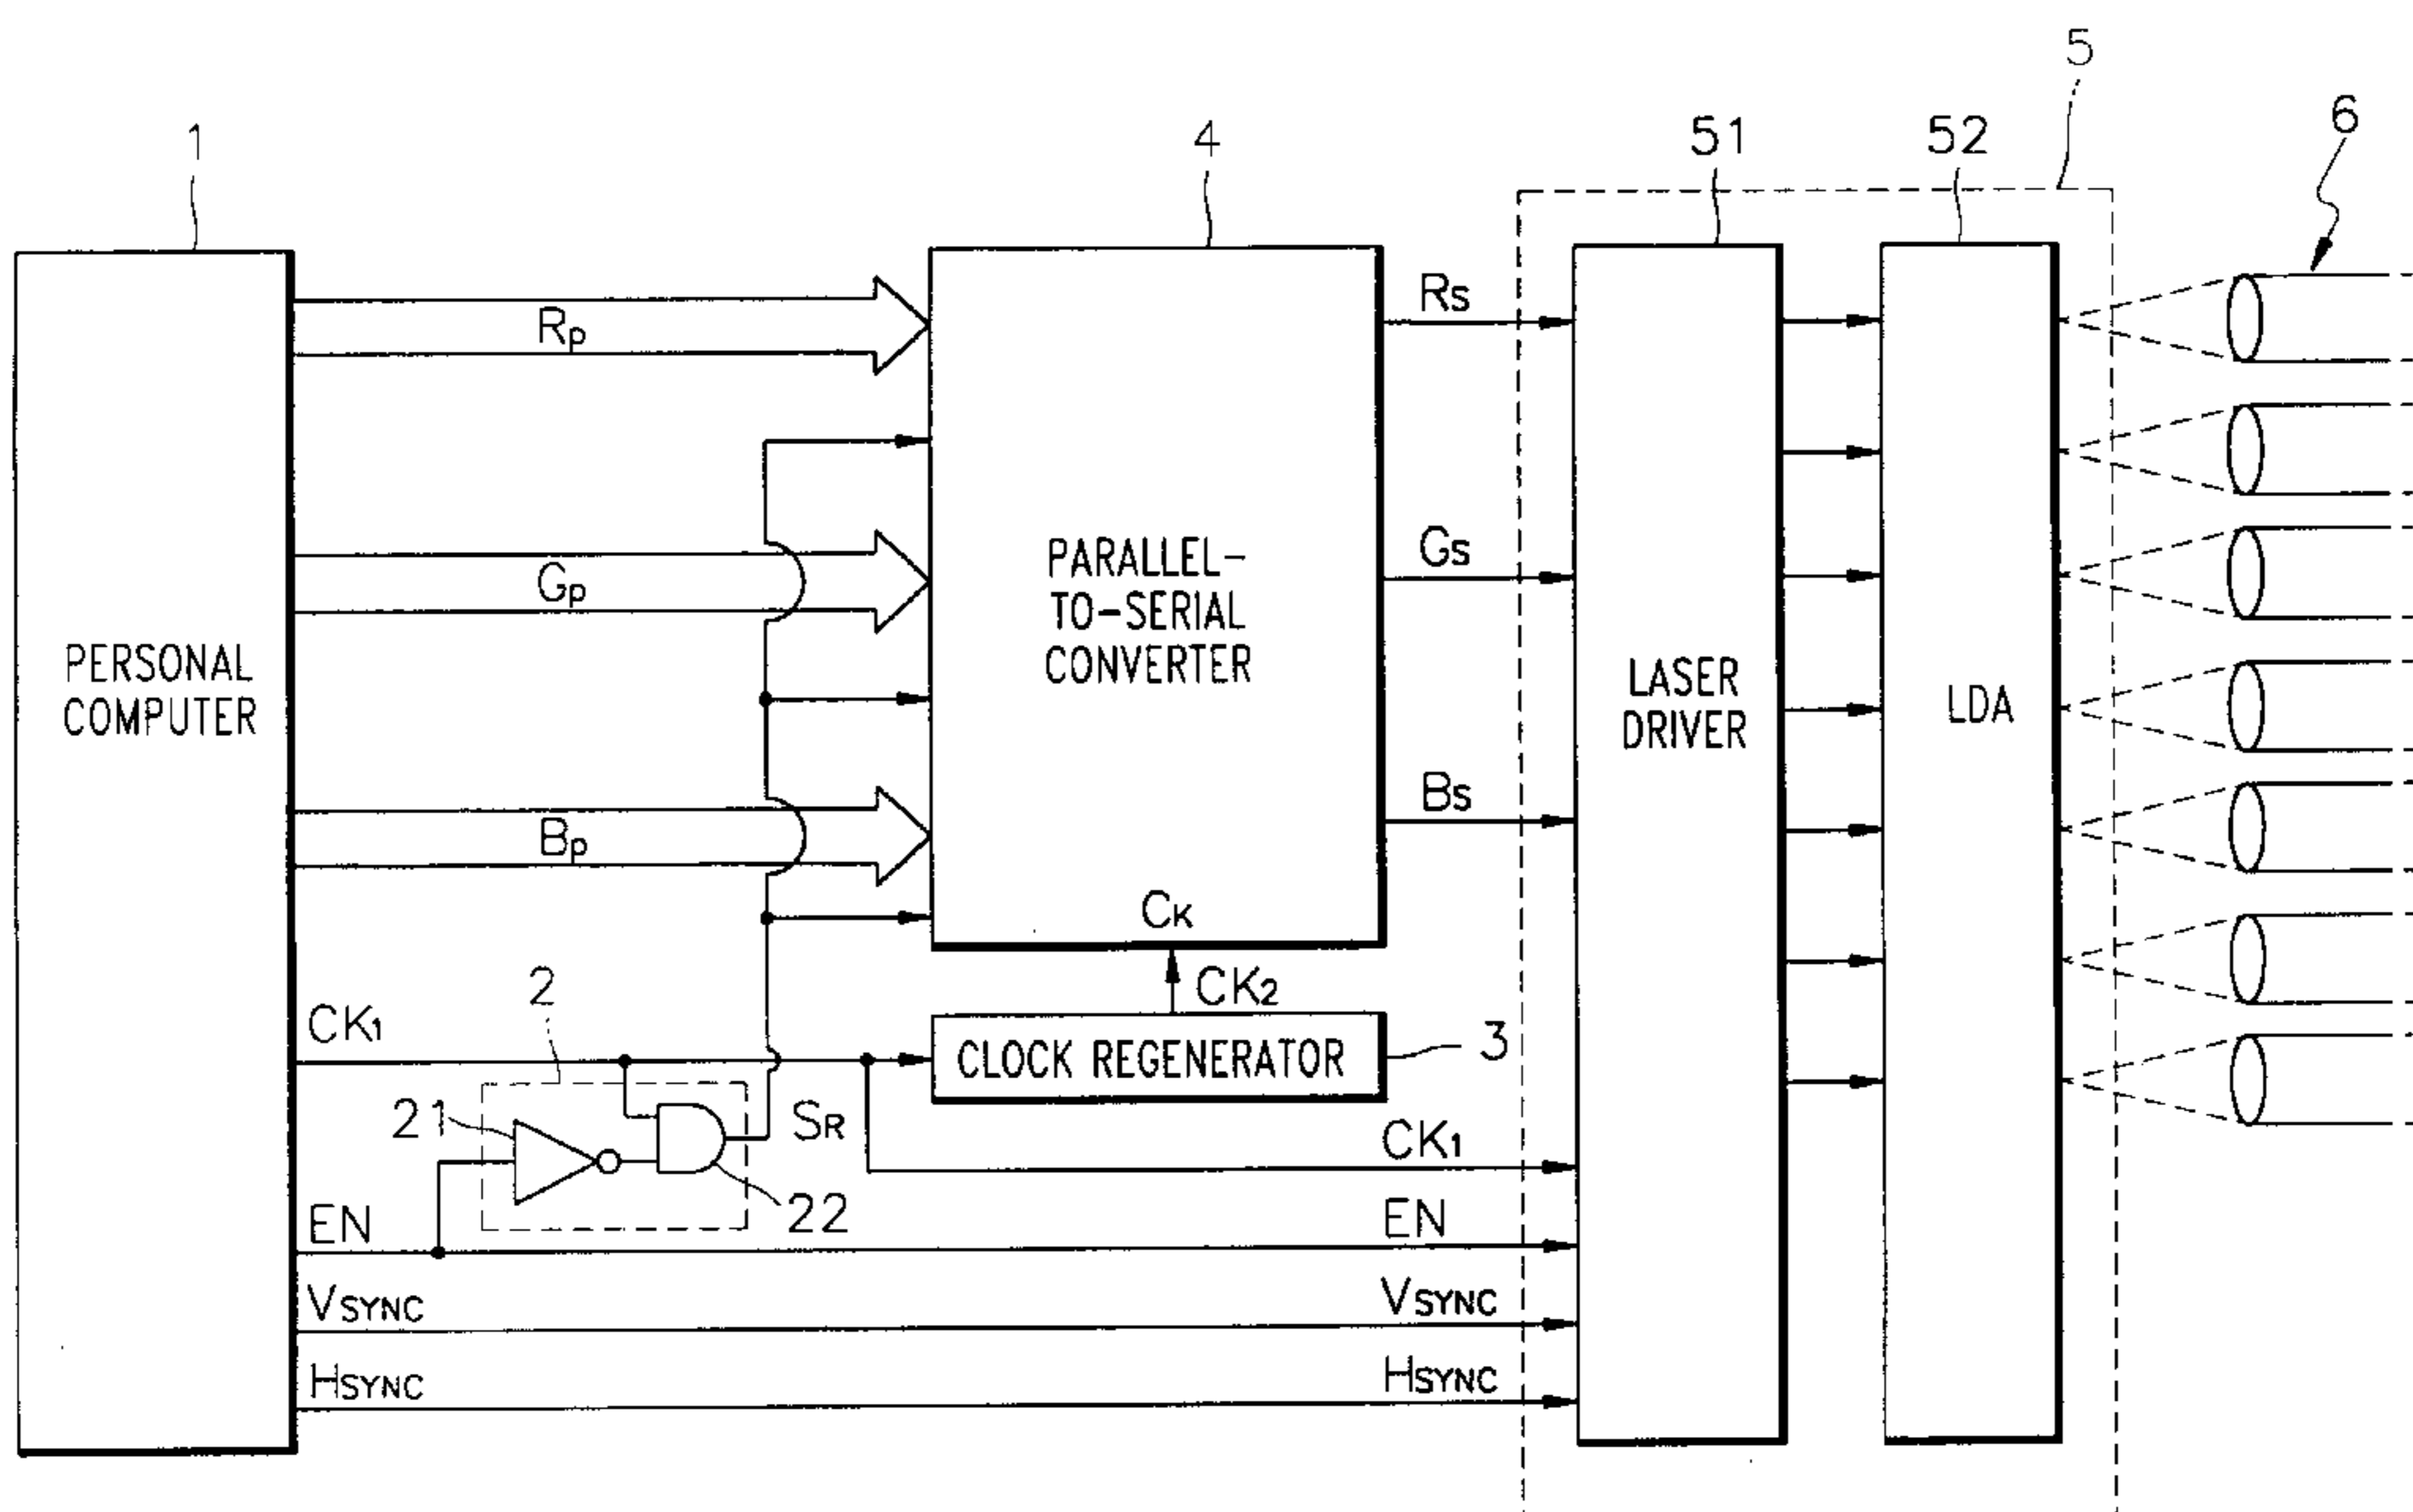 5
1
4
51
52
6
Rp
Rs
Gp
Gs
PERSONAL
COMPUTER
PARALLEL-
TO-SERIAL
CONVERTER
LASER
DRIVER
LDA
Bp
Bs
CK
2
CK2
CK1
CLOCK REGENERATOR
3
21
SR
CK1
22
EN
EN
VSYNC
VSYNC
HSYNC
HSYNC